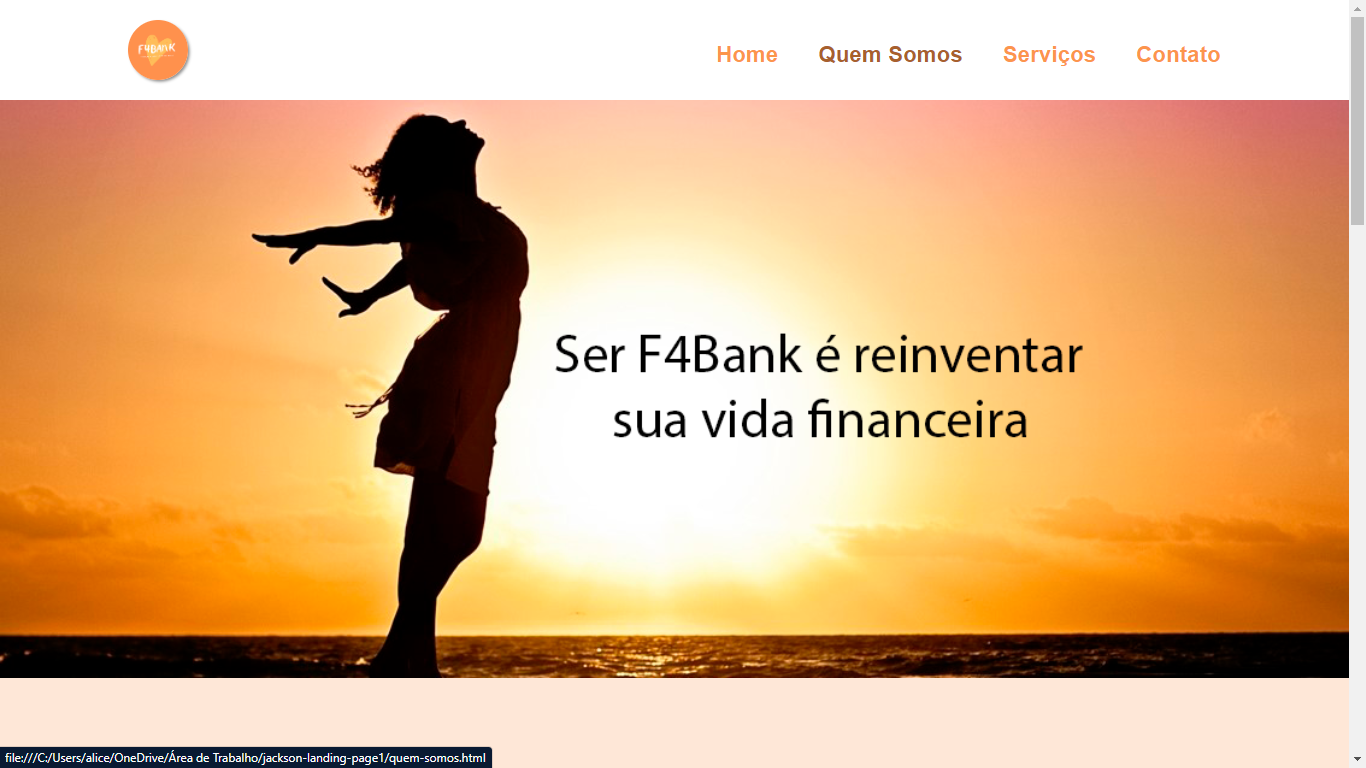 F4BANK
Home Quem Somos Serviços Contato
Ser F4Bank é reinventar
sua vida financeira
file:///C:/Users/alice/OneDrive/Área de Trabalho/jackson-landing-page1/quem-somos.html